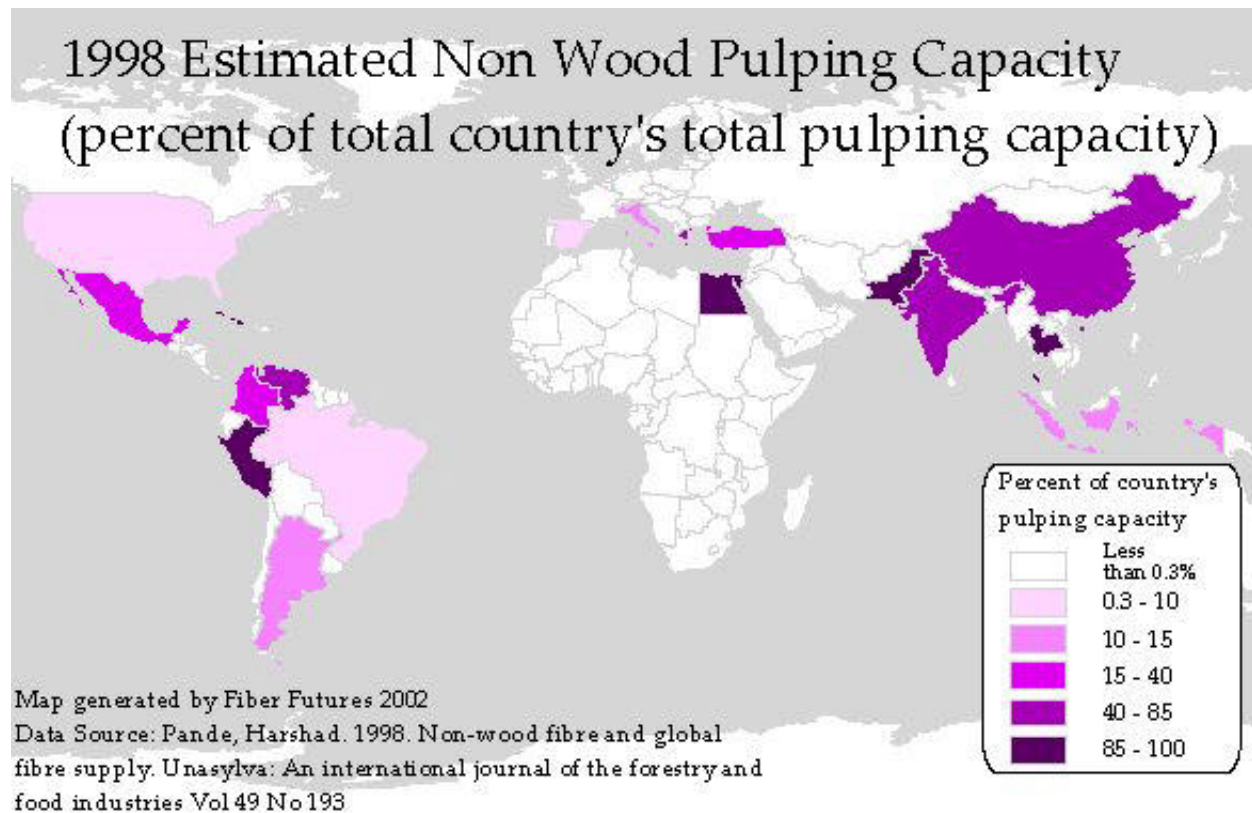 1998 Estimated Non Wood Pulping Capacity
(percent of total country's total pulping capacity)
Percent of country's
pulping capacity
Less
than 0.3%
0.3 - 10
10 - 15
15 - 40
40 - 85
85 - 100
Map generated by Fiber Futures 2002
Data Source: Pande, Harshad. 1998. Non-wood fibre and global
fibre supply. Unasylva: An international journal of the forestry and
food industries Vol 49 No 193